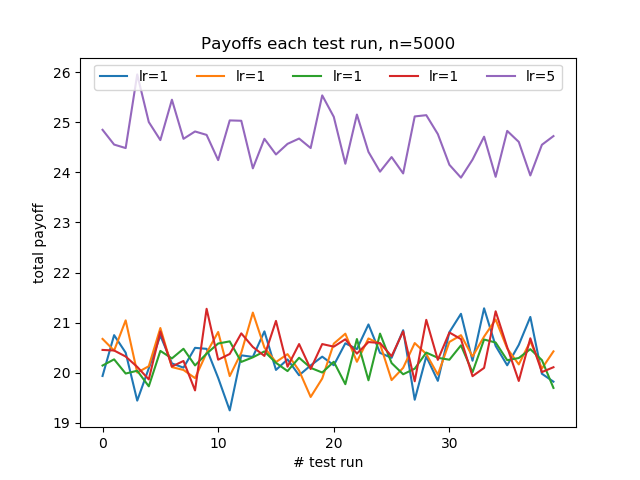 Payoffs each test run, n=5000
lr=1 lr=1 lr=1 lr=1 lr=5
26
25
24
23
22
21
20
19
total payoff
0 10 20 30
# test run